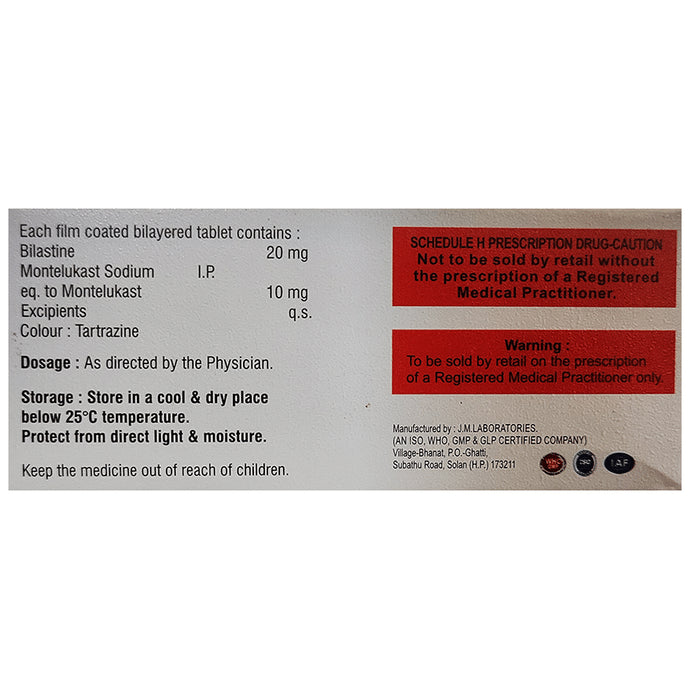 Each film coated bilayered tablet contains :
Bilastine 20 mg
Montelukast Sodium I.P.
eq. to Montelukast 10 mg
Excipients q.s.
Colour : Tartrazine
Dosage : As directed by the Physician.
Storage : Store in a cool & dry place
below 25°C temperature.
Protect from direct light & moisture.
Keep the medicine out of reach of children.
SCHEDULE H PRESCRIPTION DRUG-CAUTION
Not to be sold by retail without
the prescription of a Registered
Medical Practitioner.
Warning :
To be sold by retail on the prescription
of a Registered Medical Practitioner only.
Manufactured by : J.M.LABORATORIES.
(AN ISO, WHO, GMP & GLP CERTIFIED COMPANY)
Village-Bhanat, P.O.-Ghatti,
Subathu Road, Solan (H.P.) 173211
IAF